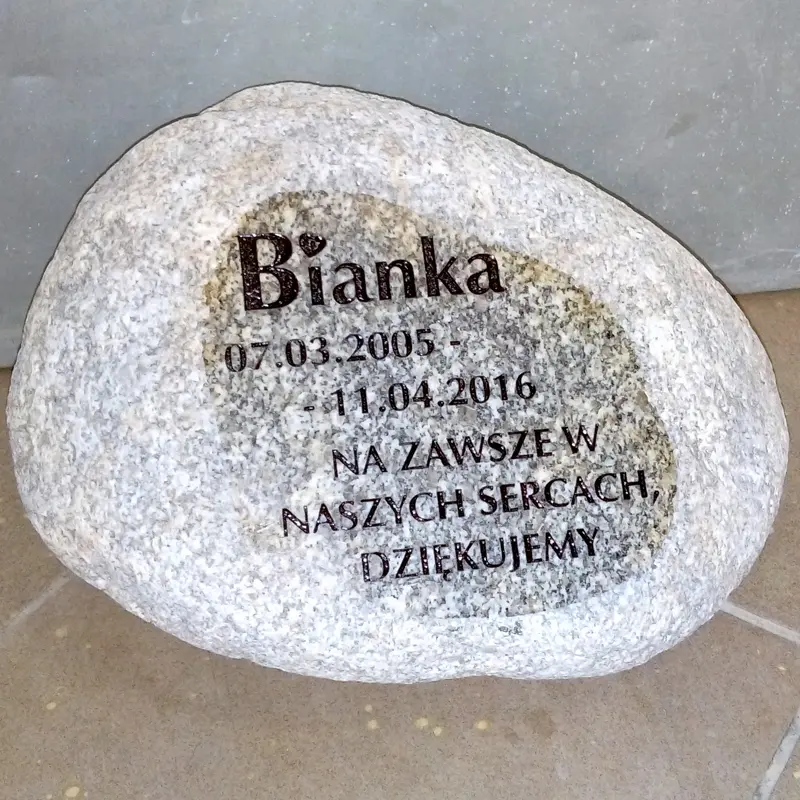 Bianka
07.03.2005 -
- 11.04.2016
NA ZAWSZE W
NASZYCH SERCACH,
DZIĘKUJEMY